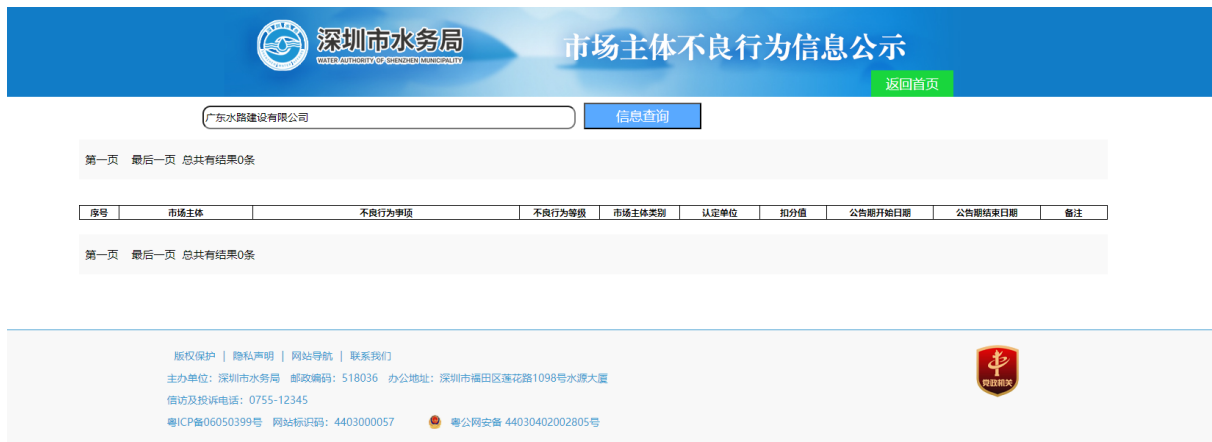 深圳市水务局
WATER AUTHORITY OF SHENZHEN MUNICIPALITY
市场主体不良行为信息公示
返回首页
广东水路建设有限公司 信息查询
第一页 最后一页 总共有结果0条
序号 市场主体 不良行为事项 不良行为等级 市场主体类别 认定单位 扣分值 公告期开始日期 公告期结束日期 备注
第一页 最后一页 总共有结果0条
版权保护 | 隐私声明 | 网站导航 | 联系我们
主办单位：深圳市水务局 邮政编码：518036 办公地址：深圳市福田区莲花路1098号水源大厦
信访及投诉电话：0755-12345
粤ICP备06050399号 网站标识码：4403000057 粤公网安备 44030402002805号
党政机关